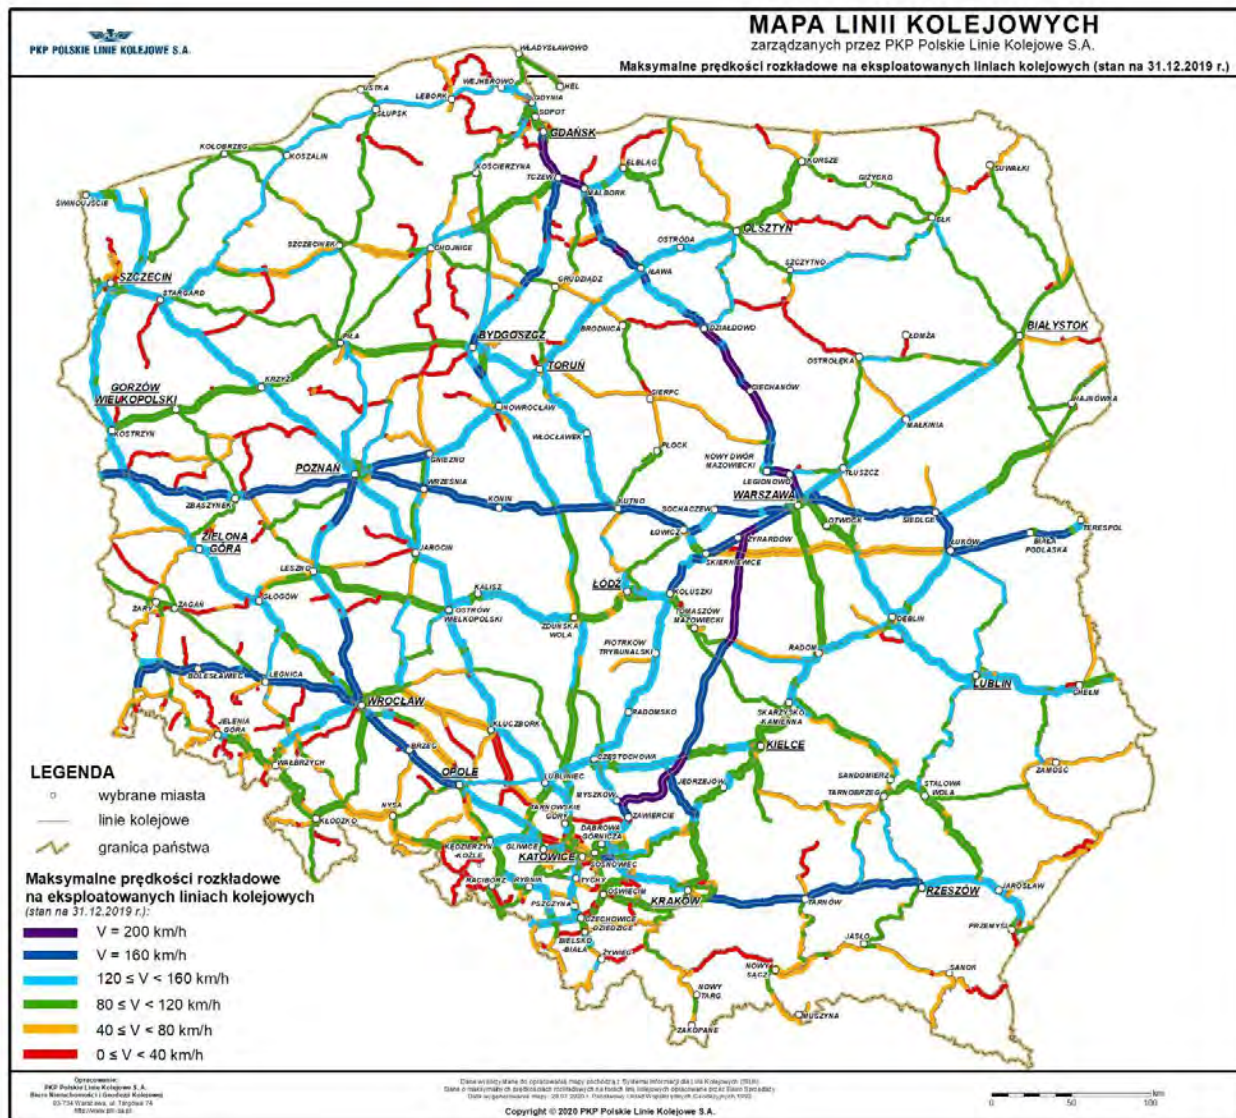 PKP POLSKIE LINIE KOLEJOWE S.A.
MAPA LINII KOLEJOWYCH
zarządzanych przez PKP Polskie Linie Kolejowe S.A.
Maksymalne prędkości rozkładowe na eksploatowanych liniach kolejowych (stan na 31.12.2019 r.)
WŁADYSŁAWOWO
HEL
WEJHEROWO
USTKA
LĘBORK
GDYNIA
SŁUPSK
SOPOT
GDAŃSK
KOŁOBRZEG
KOSZALIN
KOŚCIERZYNA
ELBLĄG
KORSZE
SUWAŁKI
TCZEW
MALBORK
GIŻYCKO
ŚWINOUJŚCIE
EŁK
OLSZTYN
SZCZECINEK
CHOJNICE
OSTRÓDA
SZCZYTNO
IŁAWA
SZCZECIN
STARGARD
GRUDZIĄDZ
BRODNICA
DZIAŁDOWO
BYDGOSZCZ
ŁOMŻA
BIAŁYSTOK
PIŁA
TORUŃ
OSTROŁĘKA
KRZYŻ
CIECHANÓW
GORZÓW
WIELKOPOLSKI
SIERPC
HAJNÓWKA
INOWROCŁAW
KOSTRZYN
MAŁKINIA
WŁOCŁAWEK
PŁOCK
GNIEZNO
NOWY DWÓR
MAZOWIECKI
POZNAŃ
TŁUSZCZ
LEGIONOWO
WRZEŚNIA
ZBĄSZYNEK
KONIN
KUTNO
WARSZAWA
SOCHACZEW
SIEDLCE
OTWOCK
TERESPOL
ŁOWICZ
ZIELONA
GÓRA
ŻYRARDÓW
BIAŁA
PODLASKA
ŁUKÓW
JAROCIN
SKIERNIEWICE
LESZNO
ŁÓDŹ
KALISZ
KOLUSZKI
GŁOGÓW
ŻARY
ŻAGAŃ
OSTRÓW
WIELKOPOLSKI
TOMASZÓW
MAZOWIECKI
ZDUŃSKA
WOLA
DĘBLIN
PIOTRKÓW
TRYBUNALSKI
RADOM
BOLESŁAWIEC
LEGNICA
LUBLIN
CHEŁM
WROCŁAW
SKARŻYSKO
-KAMIENNA
RADOMSKO
JELENIA
GÓRA
KLUCZBORK
BRZEG
KIELCE
CZĘSTOCHOWA
WAŁBRZYCH
ZAMOŚĆ
OPOLE
LUBLINIEC
JĘDRZEJÓW
SANDOMIERZ
STALOWA
WOLA
TARNOBRZEG
MYSZKÓW
NYSA
TARNOWSKIE
GÓRY
ZAWIERCIE
KŁODZKO
DĄBROWA
GÓRNICZA
KĘDZIERZYN
-KOŹLE
GLIWICE
KATOWICE
SOSNOWIEC
RACIBÓRZ
RYBNIK
TYCHY
OŚWIĘCIM
RZESZÓW
JAROSŁAW
KRAKÓW
TARNÓW
PSZCZYNA
CZECHOWICE
-DZIEDZICE
PRZEMYŚL
BIELSKO
-BIAŁA
JASŁO
ŻYWIEC
SANOK
NOWY
SĄCZ
NOWY
TARG
MUSZYNA
ZAKOPANE
LEGENDA
wybrane miasta
linie kolejowe
granica państwa
Maksymalne prędkości rozkładowe
na eksploatowanych liniach kolejowych
(stan na 31.12.2019 r.):
V = 200 km/h
V = 160 km/h
120 ≤ V < 160 km/h
80 ≤ V < 120 km/h
40 ≤ V < 80 km/h
0 ≤ V < 40 km/h
Opracowanie:
PKP Polskie Linie Kolejowe S.A.
Biuro Nieruchomości i Geodezji Kolejowej
03-734 Warszawa, ul. Targowa 74
Copyright © 2020 PKP Polskie Linie Kolejowe S.A.
km
0 50 100